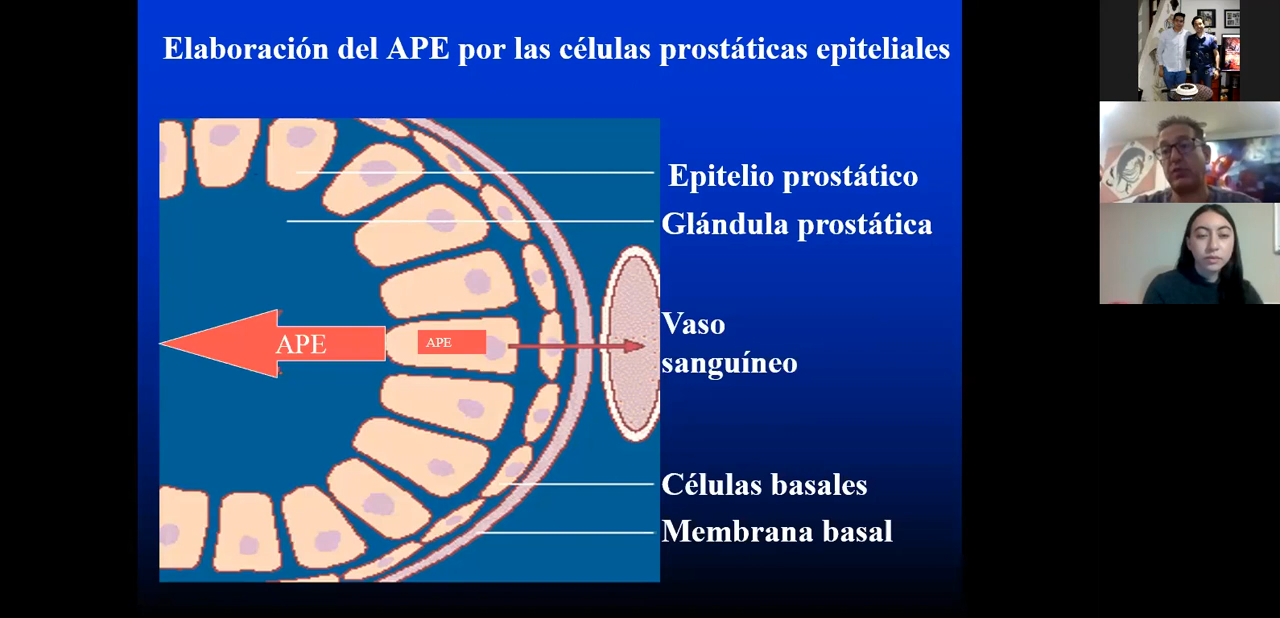 Elaboración del APE por las células prostáticas epiteliales
Epitelio prostático
Glándula prostática
APE
APE
Vaso
sanguíneo
Células basales
Membrana basal